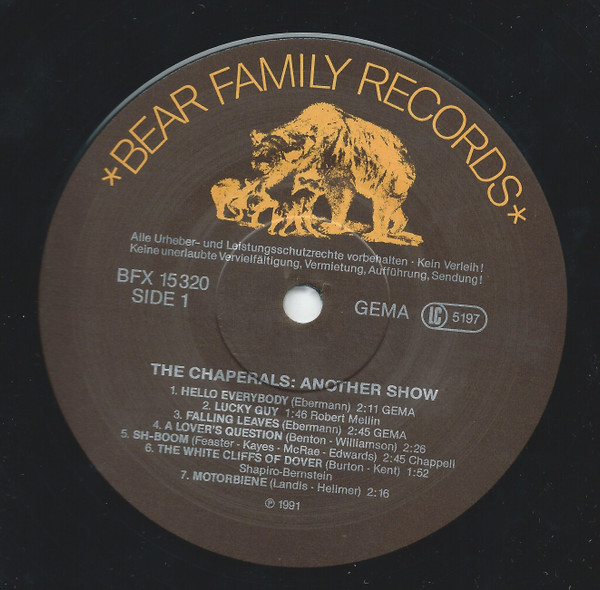 *BEAR FAMILY RECORDS*
Alle Urheber- und Leistungsschutzrechte vorbehalten · Kein Verleih!
Keine unerlaubte Vervielfältigung, Vermietung, Aufführung, Sendung!
BFX 15320
SIDE 1
GEMA LC 5197
THE CHAPERALS: ANOTHER SHOW
1. HELLO EVERYBODY (Ebermann) 2:11 GEMA
2. LUCKY GUY 1:46 Robert Mellin
3. FALLING LEAVES (Ebermann) 2:45 GEMA
4. A LOVER'S QUESTION (Benton - Williamson) 2:26
5. SH-BOOM (Feaster - Kayes - McRae - Edwards) 2:45 Chappell
6. THE WHITE CLIFFS OF DOVER (Burton - Kent) 1:52
Shapiro-Bernstein
7. MOTORBIENE (Landis - Hellmer) 2:16
℗ 1991